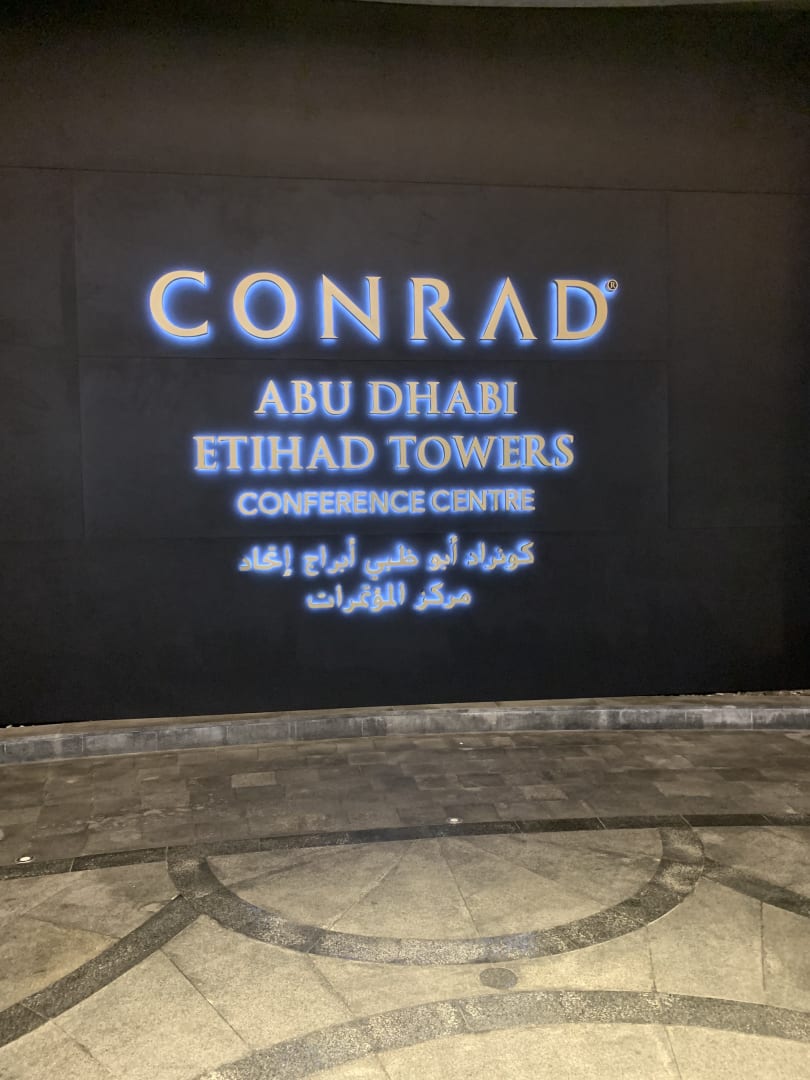 CONRAD®
ABU DHABI
ETIHAD TOWERS
CONFERENCE CENTRE
كونراد أبو ظبي أبراج إتحاد
مركز المؤتمرات